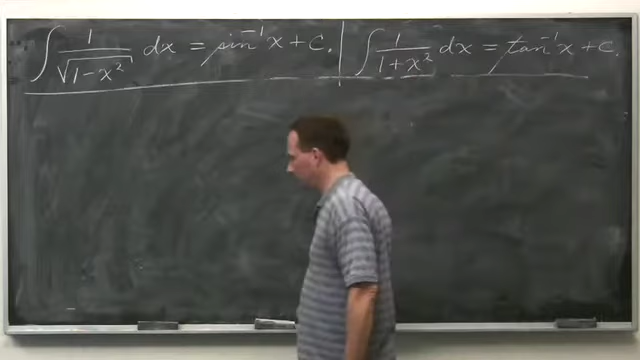 ∫ 1/√(1-x²) dx = sin⁻¹x + C. | ∫ 1/(1+x²) dx = tan⁻¹x + C.